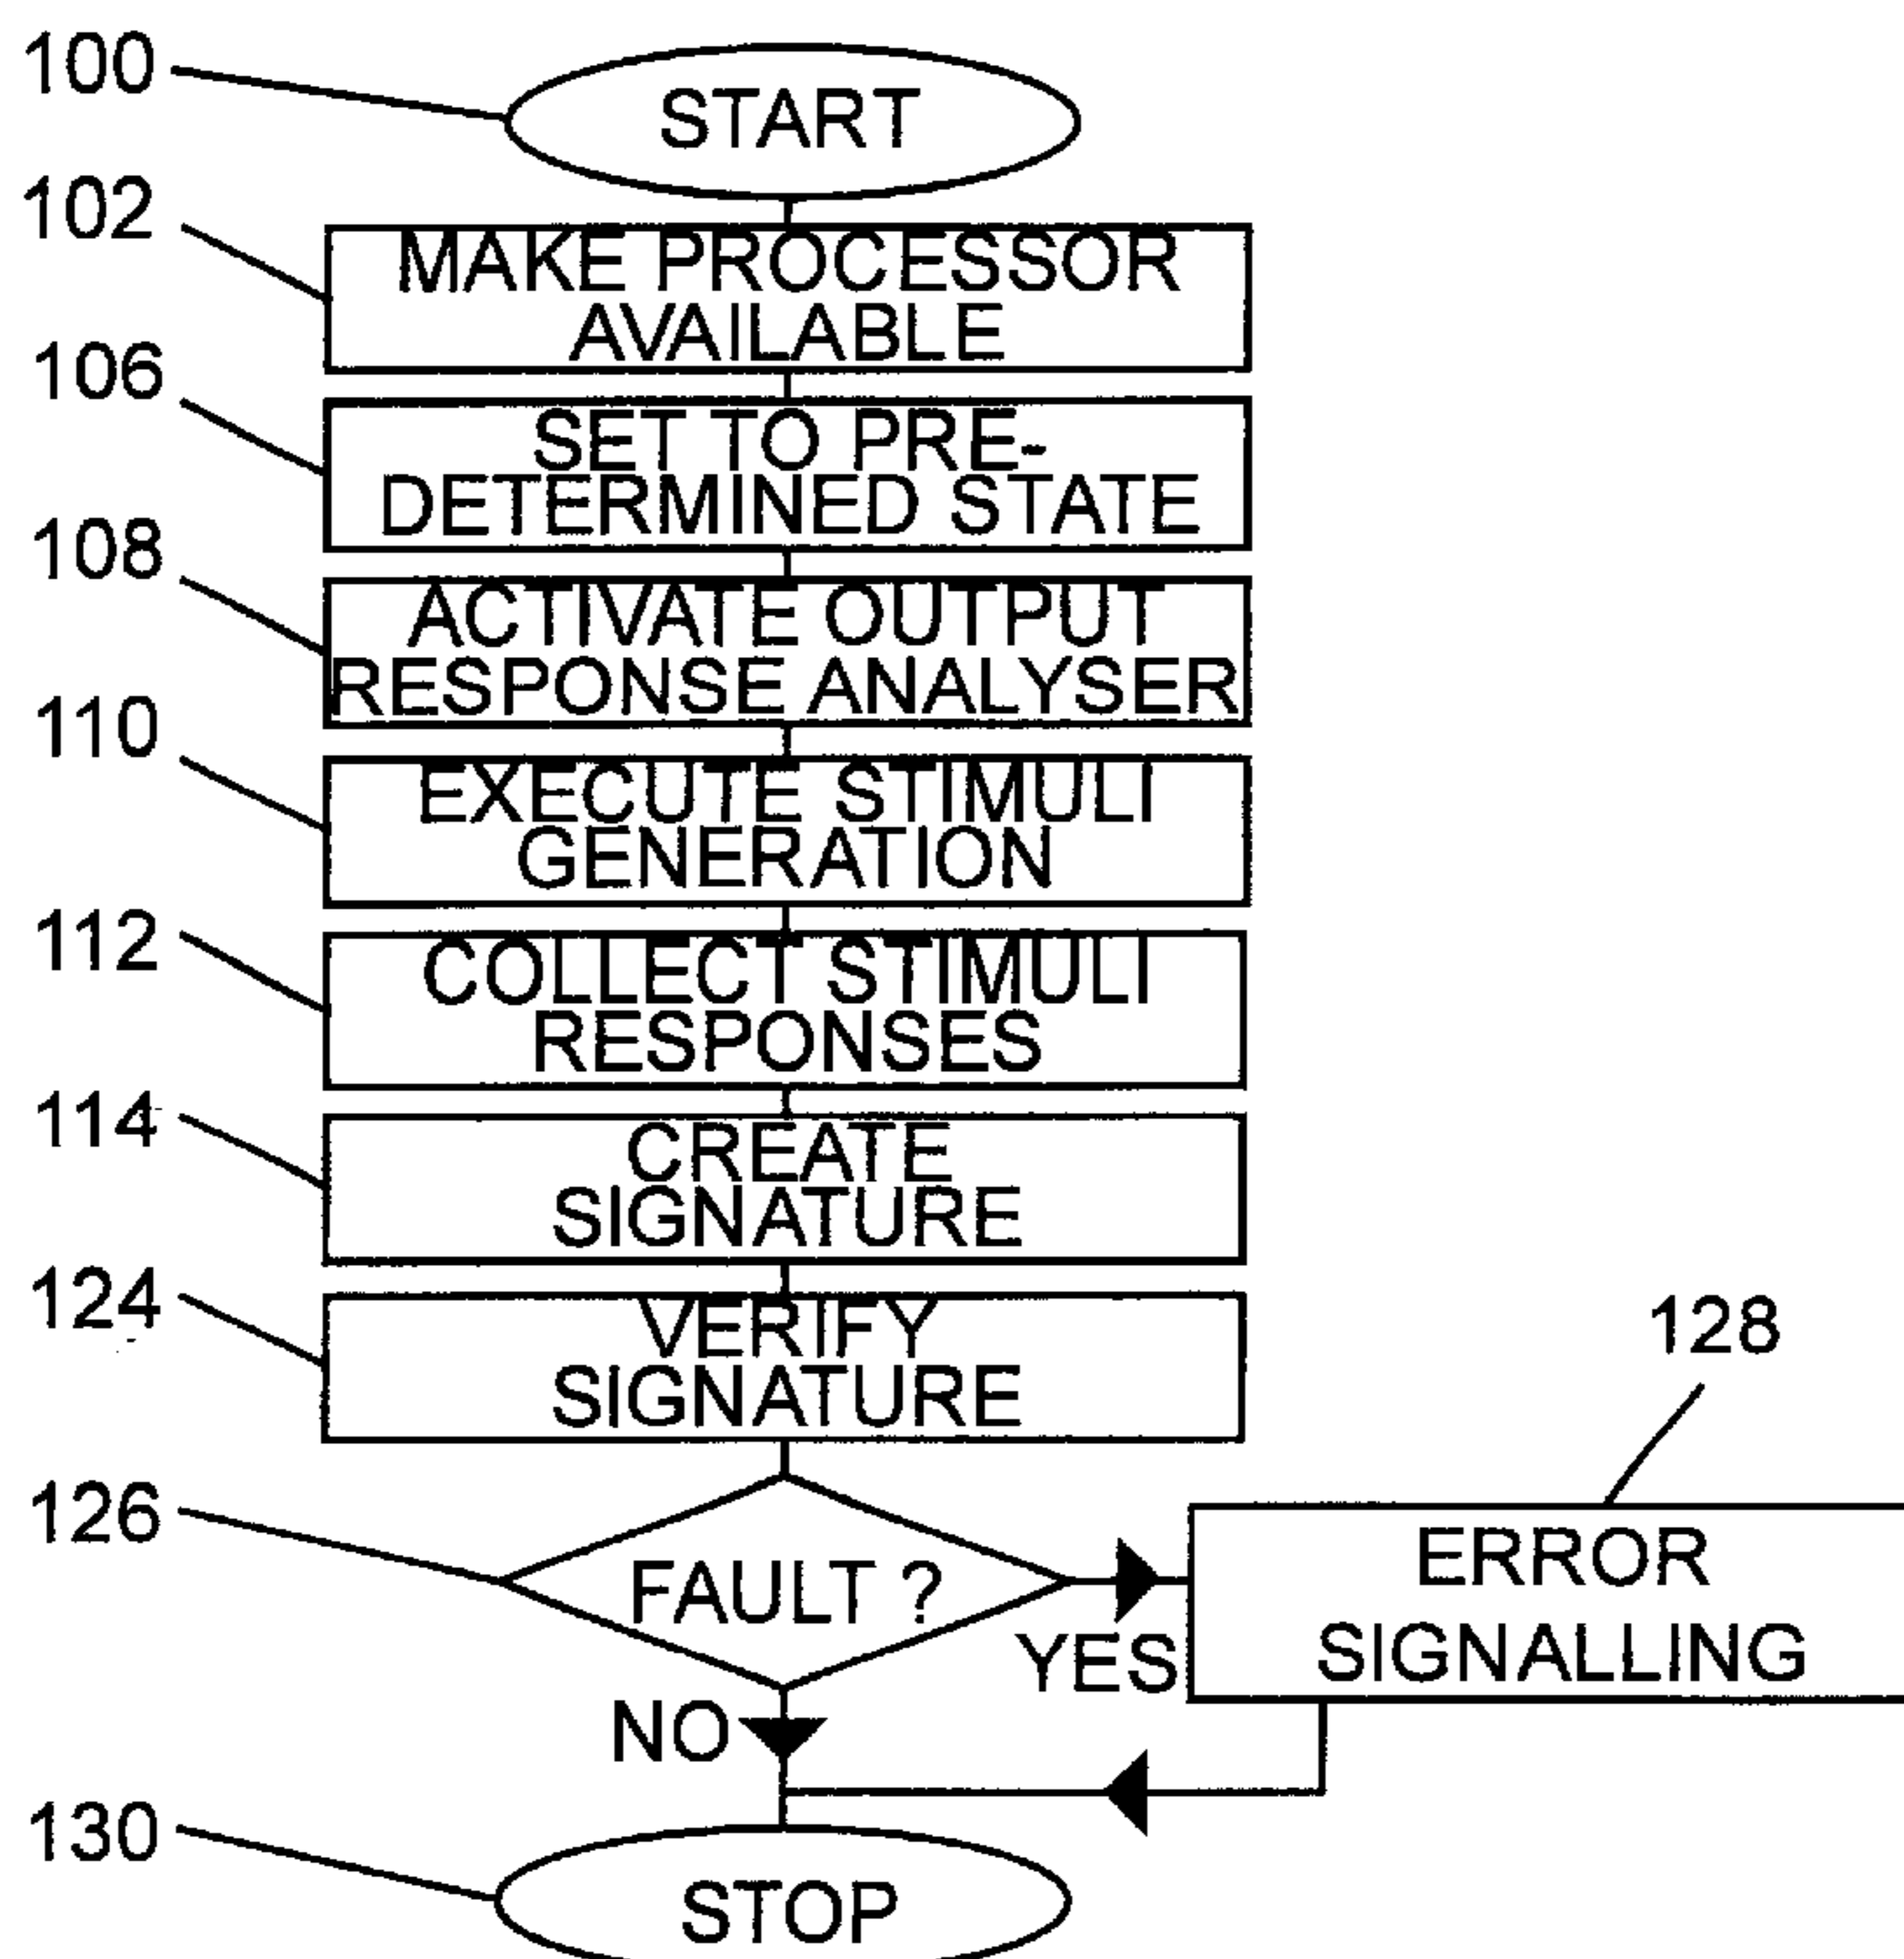 100
START
102
MAKE PROCESSOR
AVAILABLE
106
SET TO PRE-
DETERMINED STATE
108
ACTIVATE OUTPUT
RESPONSE ANALYSER
110
EXECUTE STIMULI
GENERATION
112
COLLECT STIMULI
RESPONSES
114
CREATE
SIGNATURE
124
VERIFY
SIGNATURE
128
126
FAULT ?
YES
ERROR
SIGNALLING
NO
130
STOP